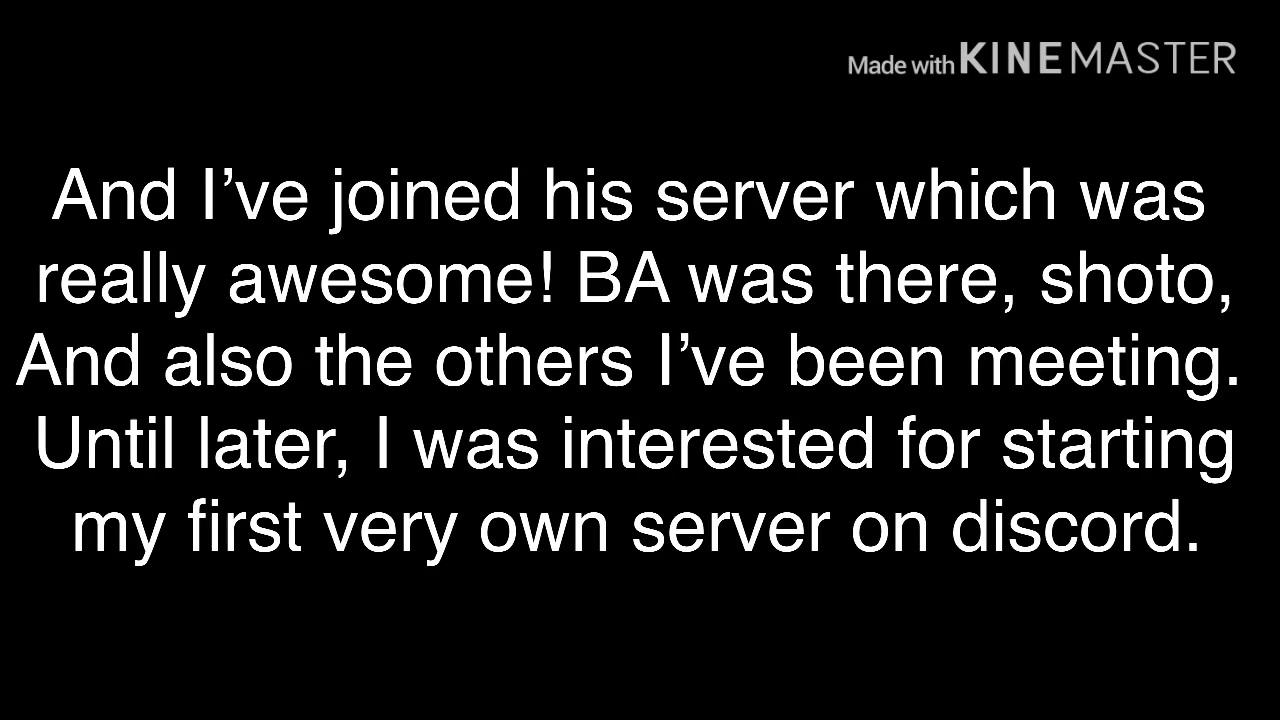 Made with KINEMASTER
And I’ve joined his server which was
really awesome! BA was there, shoto,
And also the others I’ve been meeting.
Until later, I was interested for starting
my first very own server on discord.